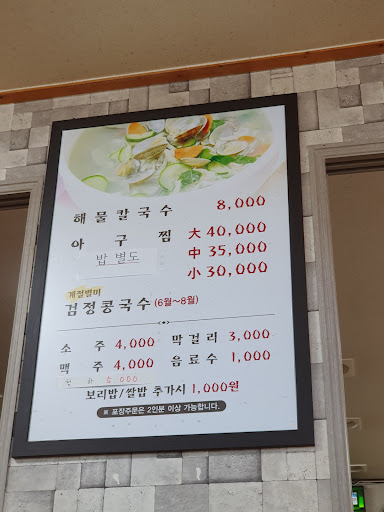 해물칼국수 8,000
아구찜 大 40,000
밥 별도 中 35,000
小 30,000
계절별미
검정콩국수 (6월~8월)
소주 4,000 막걸리 3,000
맥주 4,000 음료수 1,000
5,000
보리밥/쌀밥 추가시 1,000원
※ 포장주문은 2인분 이상 가능합니다.